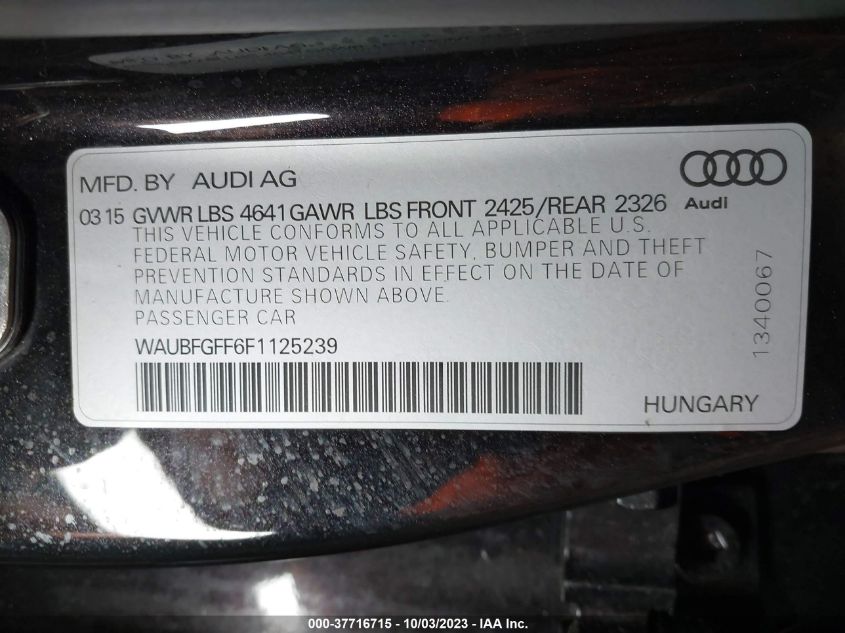 MFD. BY AUDI AG
Audi
03 15 GVWR LBS 4641 GAWR LBS FRONT 2425/REAR 2326
THIS VEHICLE CONFORMS TO ALL APPLICABLE U.S.
FEDERAL MOTOR VEHICLE SAFETY, BUMPER AND THEFT
PREVENTION STANDARDS IN EFFECT ON THE DATE OF
MANUFACTURE SHOWN ABOVE.
PASSENGER CAR
WAUBFGFF6F1125239
1340067
HUNGARY
000-37716715 - 10/03/2023 - IAA Inc.